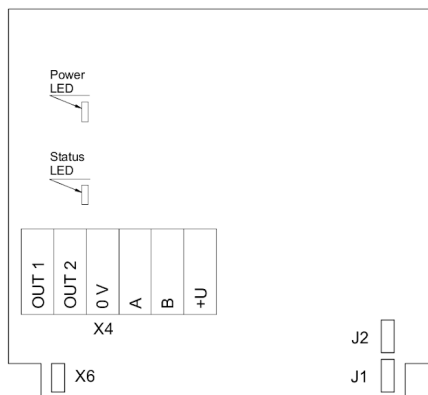 Power
LED
Status
LED
OUT 1
OUT 2
0 V
A
B
+U
X4
J2
X6
J1